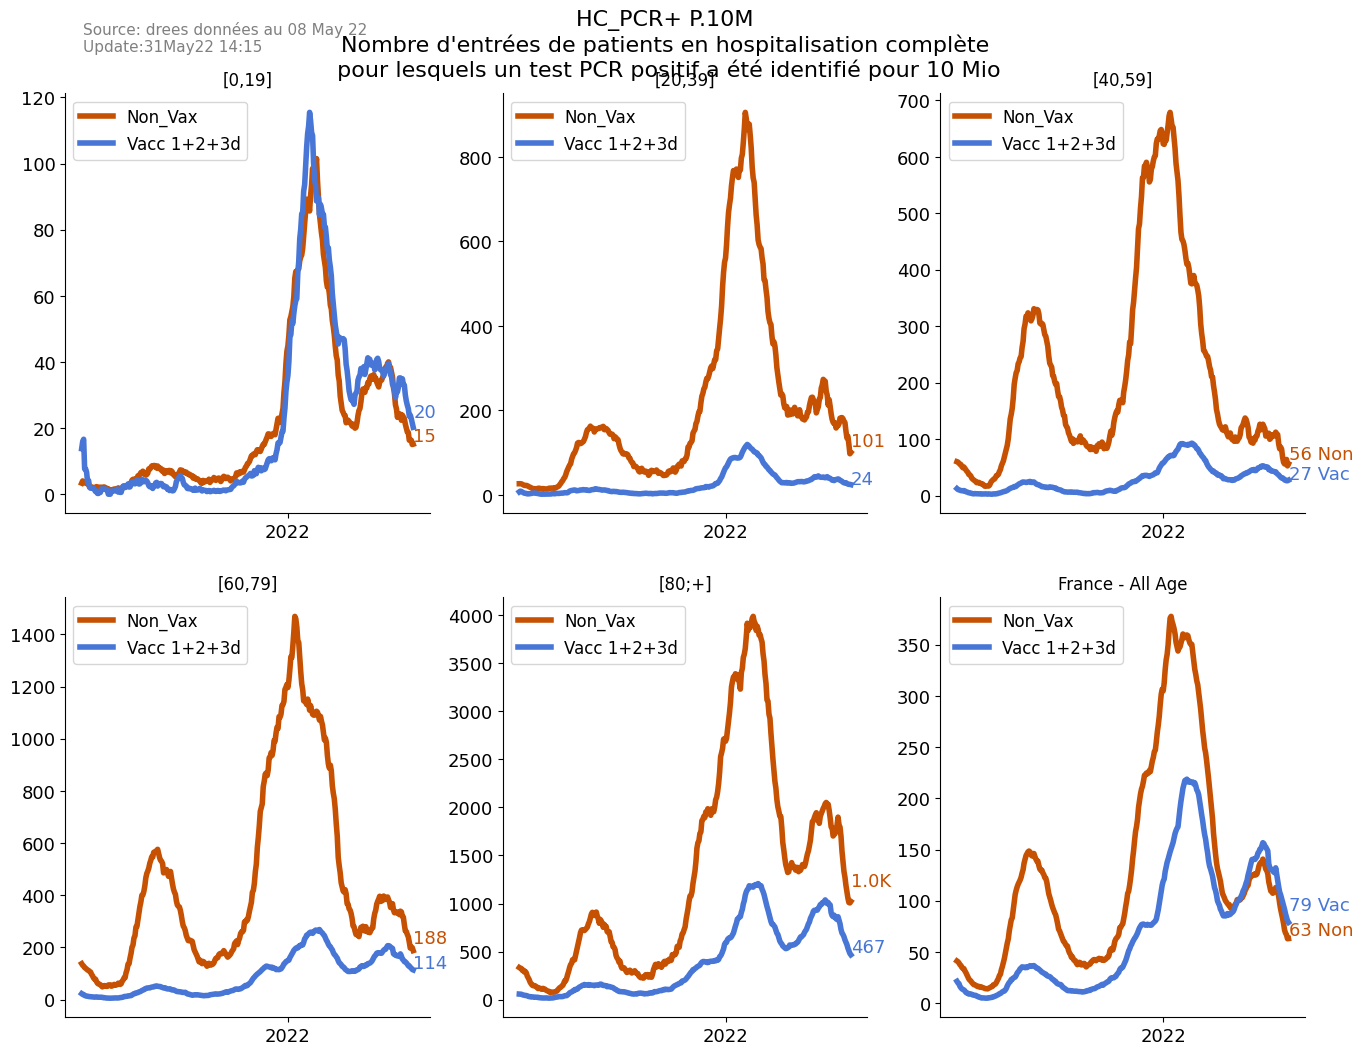 HC_PCR+ P.10M
Source: drees données au 08 May 22
Update:31May22 14:15
Nombre d'entrées de patients en hospitalisation complète
pour lesquels un test PCR positif a été identifié pour 10 Mio
[0,19]
Non_Vax
Vacc 1+2+3d
120
100
80
60
40
20
0
20
15
2022
[20,39]
Non_Vax
Vacc 1+2+3d
800
600
400
200
0
101
24
2022
[40,59]
Non_Vax
Vacc 1+2+3d
700
600
500
400
300
200
100
0
56 Non
27 Vac
2022
[60,79]
Non_Vax
Vacc 1+2+3d
1400
1200
1000
800
600
400
200
0
188
114
2022
[80;+]
Non_Vax
Vacc 1+2+3d
4000
3500
3000
2500
2000
1500
1000
500
0
1.0K
467
2022
France - All Age
Non_Vax
Vacc 1+2+3d
350
300
250
200
150
100
50
0
79 Vac
63 Non
2022